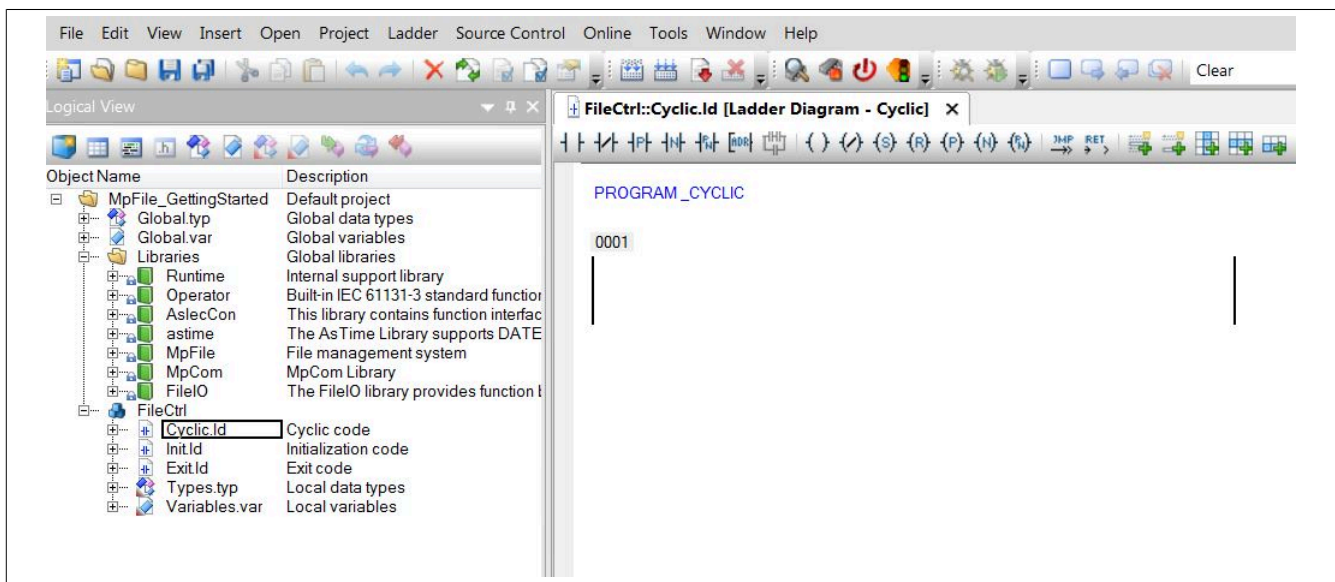 File Edit View Insert Open Project Ladder Source Control Online Tools Window Help
Clear
Logical View
FileCtrl::Cyclic.ld [Ladder Diagram - Cyclic] X
JMP RET
Object Name Description
MpFile_GettingStarted Default project
Global.typ Global data types
Global.var Global variables
Libraries Global libraries
Runtime Internal support library
Operator Built-in IEC 61131-3 standard function
AsIecCon This library contains function interfac
astime The AsTime Library supports DATE
MpFile File management system
MpCom MpCom Library
FileIO The FileIO library provides function
FileCtrl
Cyclic.ld Cyclic code
Init.ld Initialization code
Exit.ld Exit code
Types.typ Local data types
Variables.var Local variables
PROGRAM _CYCLIC
0001